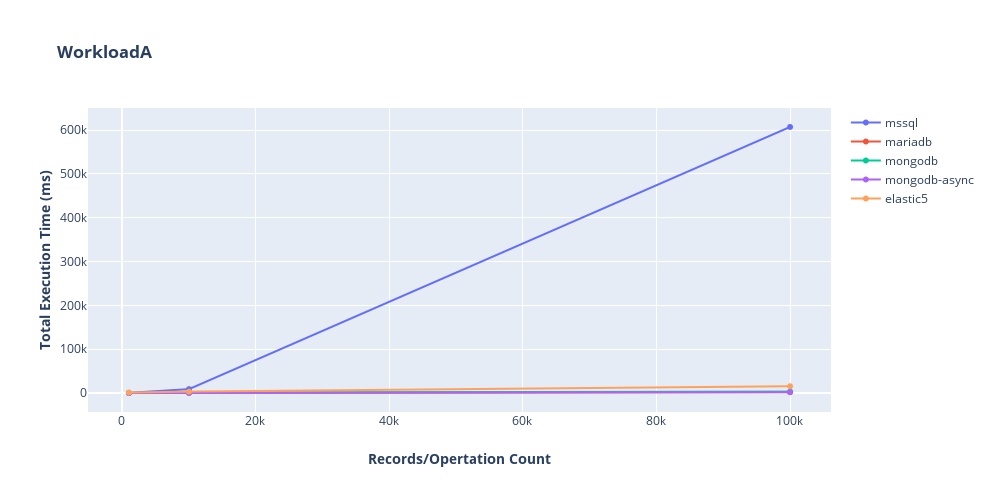 WorkloadA
600k
500k
400k
300k
200k
100k
0
Total Execution Time (ms)
0 20k 40k 60k 80k 100k
Records/Opertation Count
mssql
mariadb
mongodb
mongodb-async
elastic5